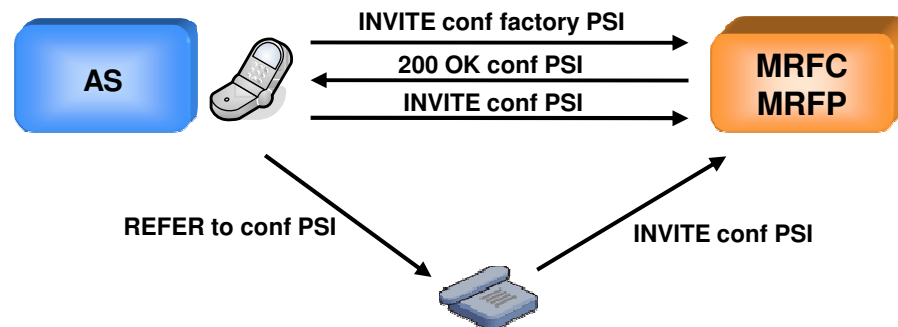 INVITE conf factory PSI
AS
200 OK conf PSI
MRFC
MRFP
INVITE conf PSI
REFER to conf PSI
INVITE conf PSI